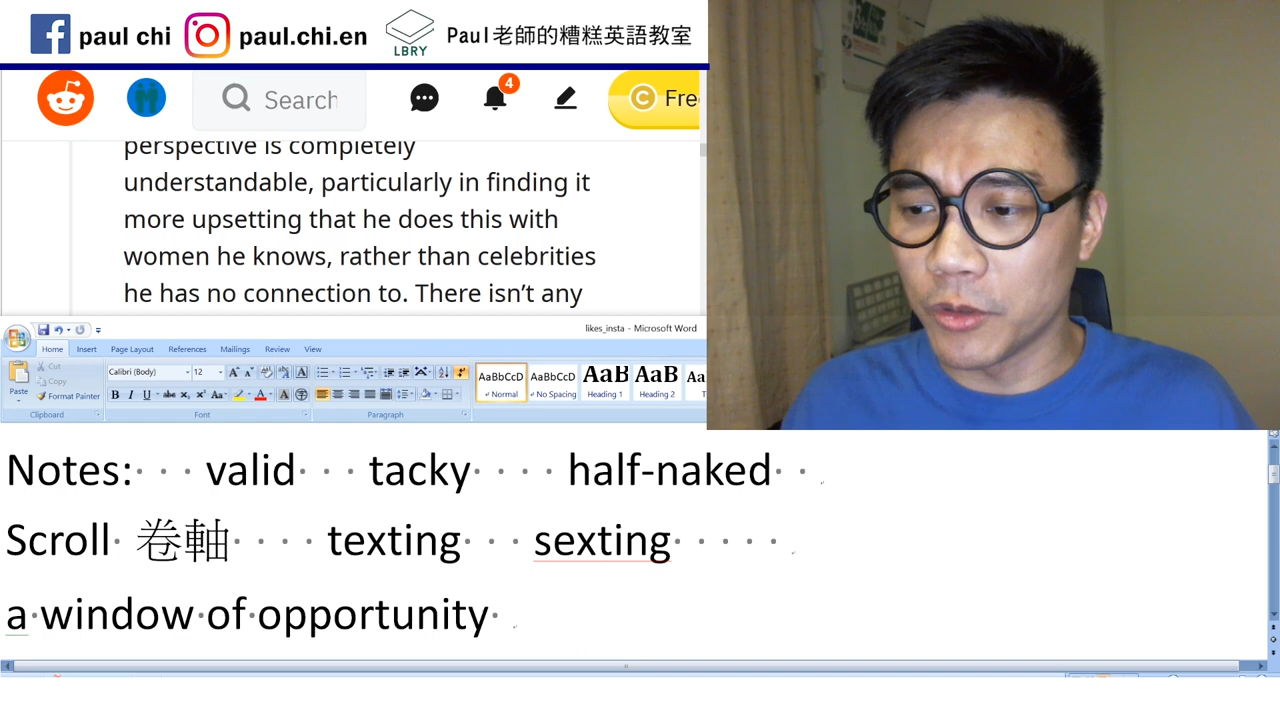 paul chi paul.chi.en LBRY Paul老師的糟糕英語教室
Search 4 Fre
perspective is completely
understandable, particularly in finding it
more upsetting that he does this with
women he knows, rather than celebrities
he has no connection to. There isn't any
likes_insta - Microsoft Word
Home Insert Page Layout References Mailings Review View
Paste Cut Calibri (Body) 12 AaBbCcD AaBbCcD AaBl AaB Aa
Copy
Format Painter Normal No Spacing Heading 1 Heading 2 T
Clipboard Font Paragraph
Notes: valid tacky half-naked
Scroll 卷軸 texting sexting
a window of opportunity